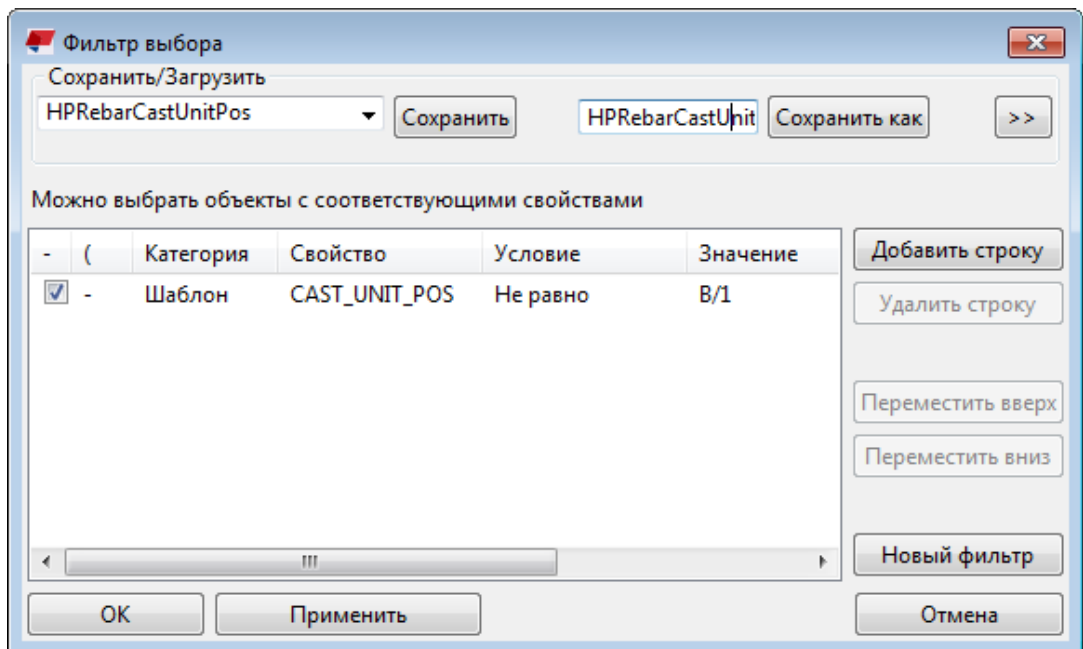 Фильтр выбора
Сохранить/Загрузить
HPRebarCastUnitPos Сохранить HPRebarCastUnit Сохранить как >>
Можно выбрать объекты с соответствующими свойствами
- ( Категория Свойство Условие Значение
- Шаблон CAST_UNIT_POS Не равно B/1
Добавить строку
Удалить строку
Переместить вверх
Переместить вниз
Новый фильтр
ОК Применить Отмена